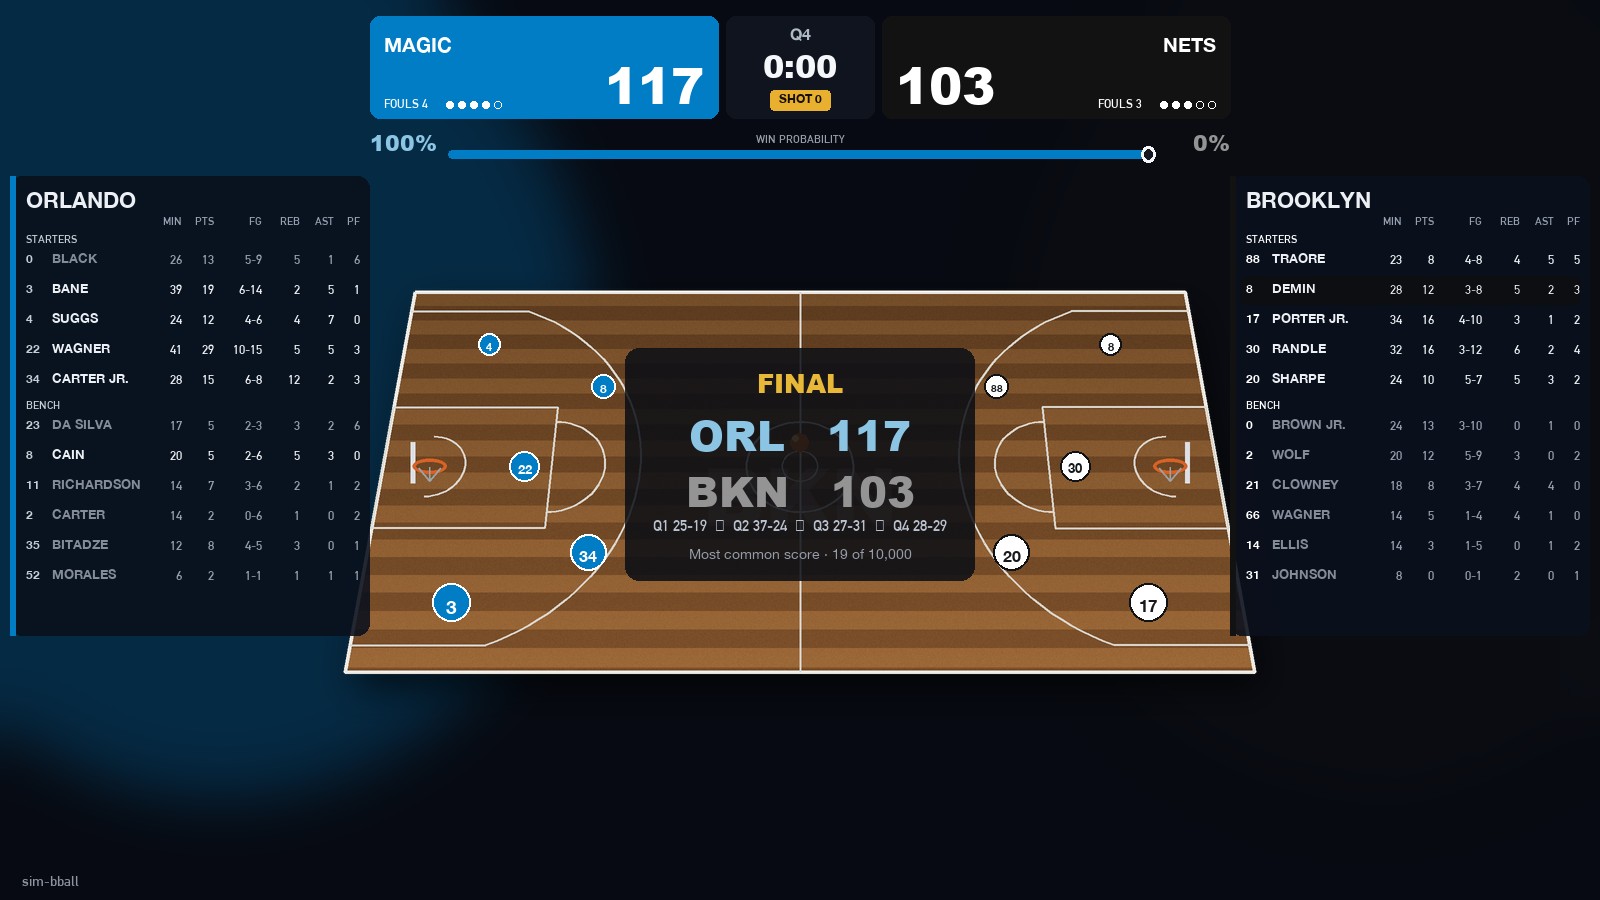 MAGIC
117
FOULS 4
Q4
0:00
SHOT 0
NETS
103
FOULS 3
100%
WIN PROBABILITY
0%
ORLANDO
MIN PTS FG REB AST PF
STARTERS
0 BLACK 26 13 5-9 5 1 6
3 BANE 39 19 6-14 2 5 1
4 SUGGS 24 12 4-6 4 7 0
22 WAGNER 41 29 10-15 5 5 3
34 CARTER JR. 28 15 6-8 12 2 3
BENCH
23 DA SILVA 17 5 2-3 3 2 6
8 CAIN 20 5 2-6 5 3 0
11 RICHARDSON 14 7 3-6 2 1 2
2 CARTER 14 2 0-6 1 0 2
35 BITADZE 12 8 4-5 3 0 1
52 MORALES 6 2 1-1 1 1 1
4
8
22
34
3
FINAL
ORL 117
BKN 103
Q1 25-19 Q2 37-24 Q3 27-31 Q4 28-29
Most common score · 19 of 10,000
8
88
30
20
17
BROOKLYN
MIN PTS FG REB AST PF
STARTERS
88 TRAORE 23 8 4-8 4 5 5
8 DEMIN 28 12 3-8 5 2 3
17 PORTER JR. 34 16 4-10 3 1 2
30 RANDLE 32 16 3-12 6 2 4
20 SHARPE 24 10 5-7 5 3 2
BENCH
0 BROWN JR. 24 13 3-10 0 1 0
2 WOLF 20 12 5-9 3 0 2
21 CLOWNEY 18 8 3-7 4 4 0
66 WAGNER 14 5 1-4 4 1 0
14 ELLIS 14 3 1-5 0 1 2
31 JOHNSON 8 0 0-1 2 0 1
sim-bball